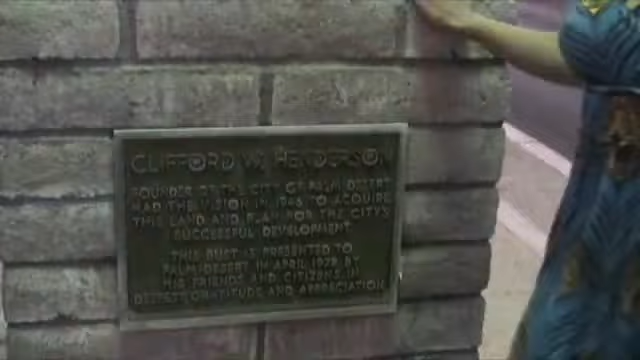 CLIFFORD W. HENDERSON
FOUNDER OF THE CITY OF PALM DESERT
HAD THE VISION IN 1946 TO ACQUIRE
THIS LAND AND PLAN FOR THE CITY'S
SUCCESSFUL DEVELOPMENT
THIS BUST IS PRESENTED TO
PALM DESERT IN APRIL 1978 BY
HIS FRIENDS AND CITIZENS IN
DEEPEST GRATITUDE AND APPRECIATION